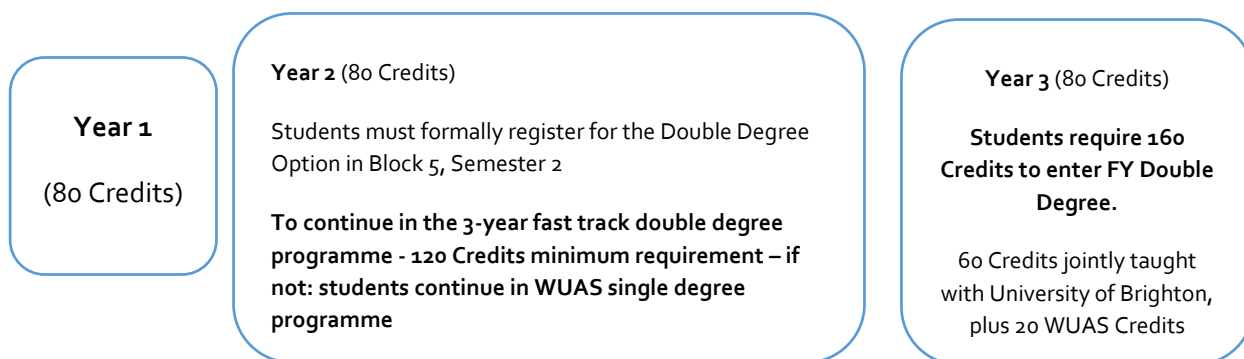 Year 1
(80 Credits)
Year 2 (80 Credits)
Students must formally register for the Double Degree
Option in Block 5, Semester 2
To continue in the 3-year fast track double degree
programme - 120 Credits minimum requirement – if
not: students continue in WUAS single degree
programme
Year 3 (80 Credits)
Students require 160
Credits to enter FY Double
Degree.
60 Credits jointly taught
with University of Brighton,
plus 20 WUAS Credits